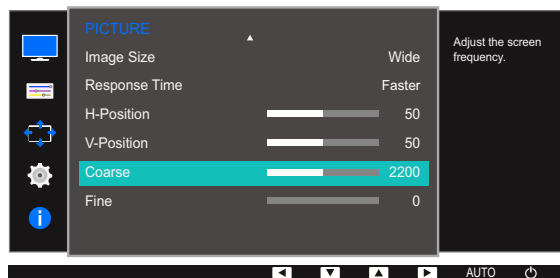 PICTURE
Image Size Wide
Response Time Faster
H-Position 50
V-Position 50
Coarse 2200
Fine 0
Adjust the screen
frequency.
AUTO